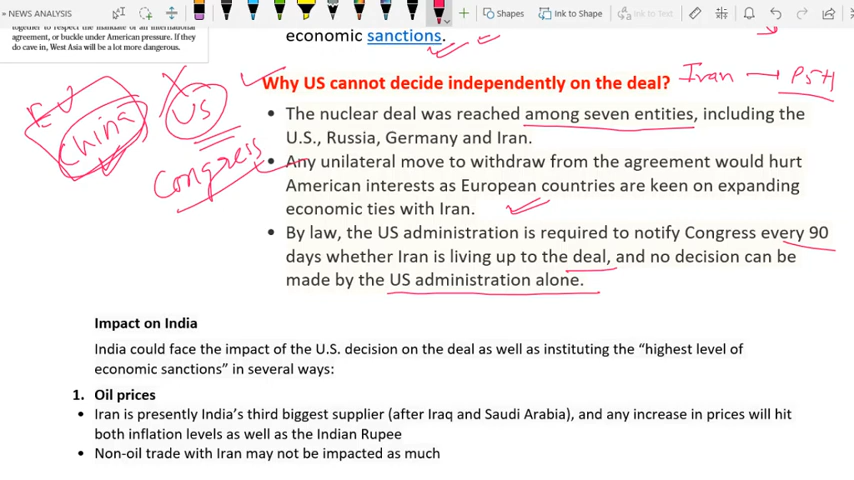 » NEWS ANALYSIS
Shapes
Ink to Shape
Ink to Text
together to respect the mandate of an international
agreement, or buckle under American pressure. If they
do cave in, West Asia will be a lot more dangerous.
economic sanctions.
Why US cannot decide independently on the deal?
Iran → P5+1
EU
China
US
Congress
• The nuclear deal was reached among seven entities, including the
U.S., Russia, Germany and Iran.
• Any unilateral move to withdraw from the agreement would hurt
American interests as European countries are keen on expanding
economic ties with Iran.
• By law, the US administration is required to notify Congress every 90
days whether Iran is living up to the deal, and no decision can be
made by the US administration alone.
Impact on India
India could face the impact of the U.S. decision on the deal as well as instituting the “highest level of
economic sanctions” in several ways:
1. Oil prices
• Iran is presently India’s third biggest supplier (after Iraq and Saudi Arabia), and any increase in prices will hit
both inflation levels as well as the Indian Rupee
• Non-oil trade with Iran may not be impacted as much